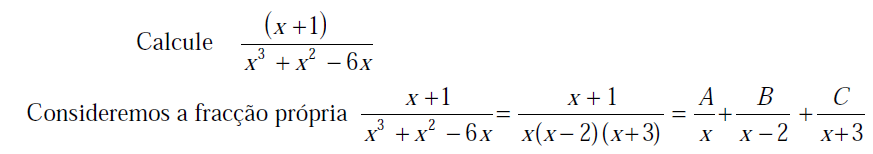 Calcule (x+1)/(x³ + x² − 6x)
Consideremos a fracção própria (x+1)/(x³ + x² − 6x) = (x+1)/(x(x−2)(x+3)) = A/x + B/(x−2) + C/(x+3)